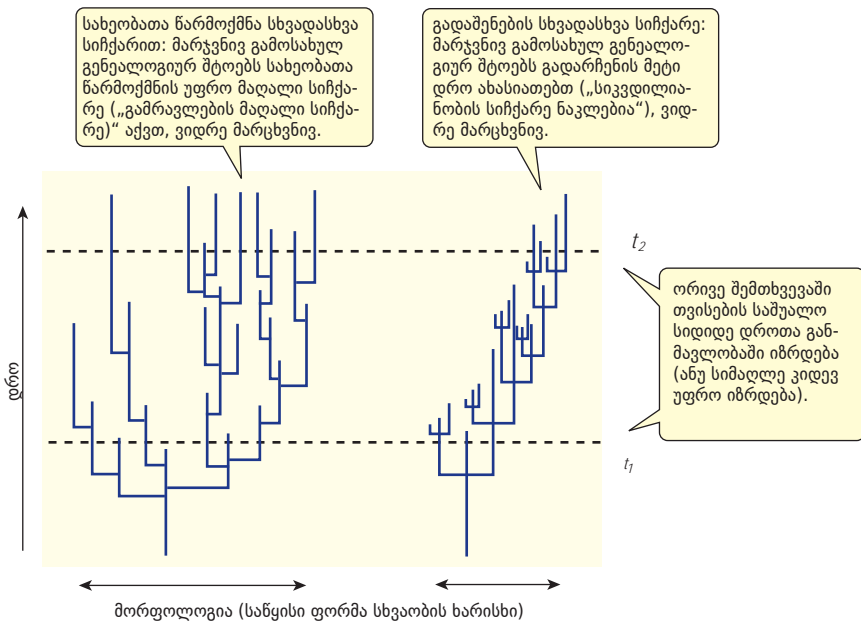 სახეობათა წარმოქმნა სხვადასხვა
სიჩქარით: მარჯვნივ გამოსახულ
გენეალოგიურ შტოებს სახეობათა
წარმოქმნის უფრო მაღალი სიჩქა-
რე („გამრავლების მაღალი სიჩქა-
რე)“ აქვთ, ვიდრე მარცხვნივ.
გადაშენების სხვადასხვა სიჩქარე:
მარჯვნივ გამოსახულ გენეალო-
გიურ შტოებს გადარჩენის მეტი
დრო ახასიათებთ („სიკვდილია-
ნობის სიჩქარე ნაკლებია“), ვიდ-
რე მარცხვნივ.
t2
ორივე შემთხვევაში
თვისების საშუალო
სიდიდე დროთა გან-
მავლობაში იზრდება
(ანუ სიმაღლე კიდევ
უფრო იზრდება).
დრო
t1
მორფოლოგია (საწყისი ფორმა სხვაობის ხარისხი)